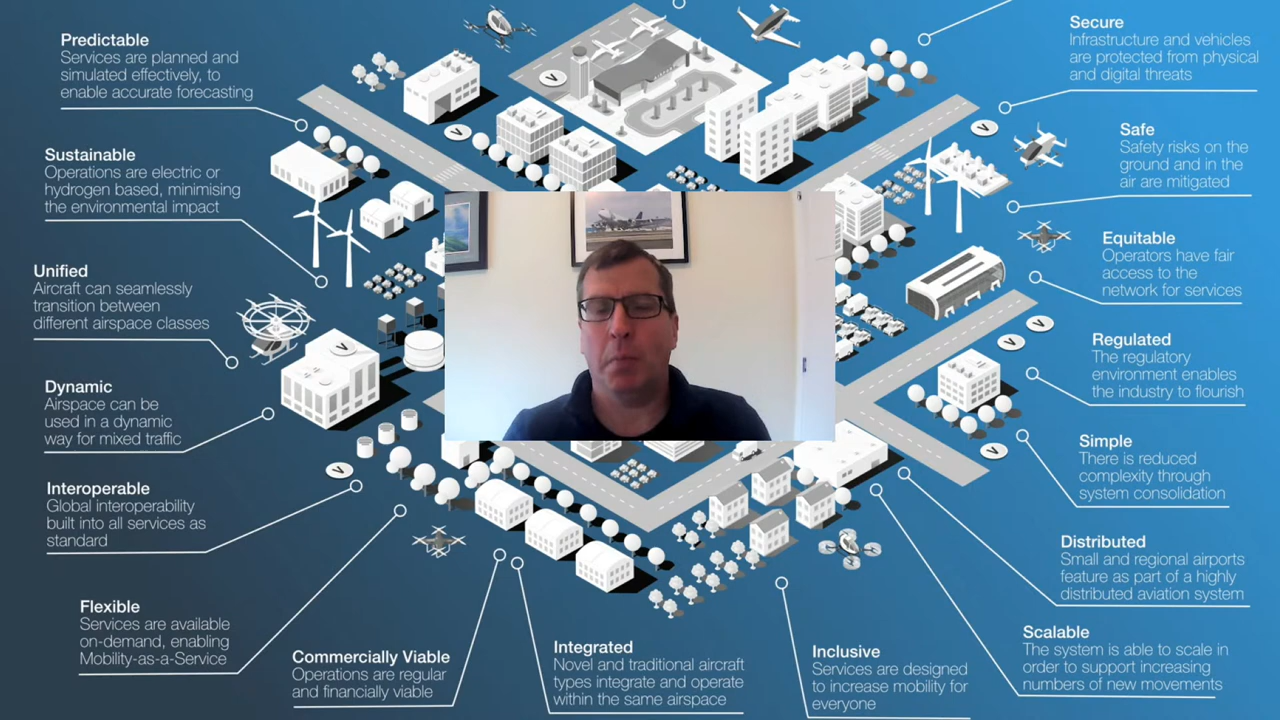 Predictable
Services are planned and
simulated effectively, to
enable accurate forecasting
Sustainable
Operations are electric or
hydrogen based, minimising
the environmental impact
Unified
Aircraft can seamlessly
transition between
different airspace classes
Dynamic
Airspace can be
used in a dynamic
way for mixed traffic
Interoperable
Global interoperability
built into all services as
standard
Flexible
Services are available
on-demand, enabling
Mobility-as-a-Service
Commercially Viable
Operations are regular
and financially viable
Integrated
Novel and traditional aircraft
types integrate and operate
within the same airspace
Inclusive
Services are designed
to increase mobility for
everyone
Scalable
The system is able to scale in
order to support increasing
numbers of new movements
Distributed
Small and regional airports
feature as part of a highly
distributed aviation system
Simple
There is reduced
complexity through
system consolidation
Regulated
The regulatory
environment enables
the industry to flourish
Equitable
Operators have fair
access to the
network for services
Safe
Safety risks on the
ground and in the
air are mitigated
Secure
Infrastructure and vehicles
are protected from physical
and digital threats
V
V
V
V
V
V
V
V